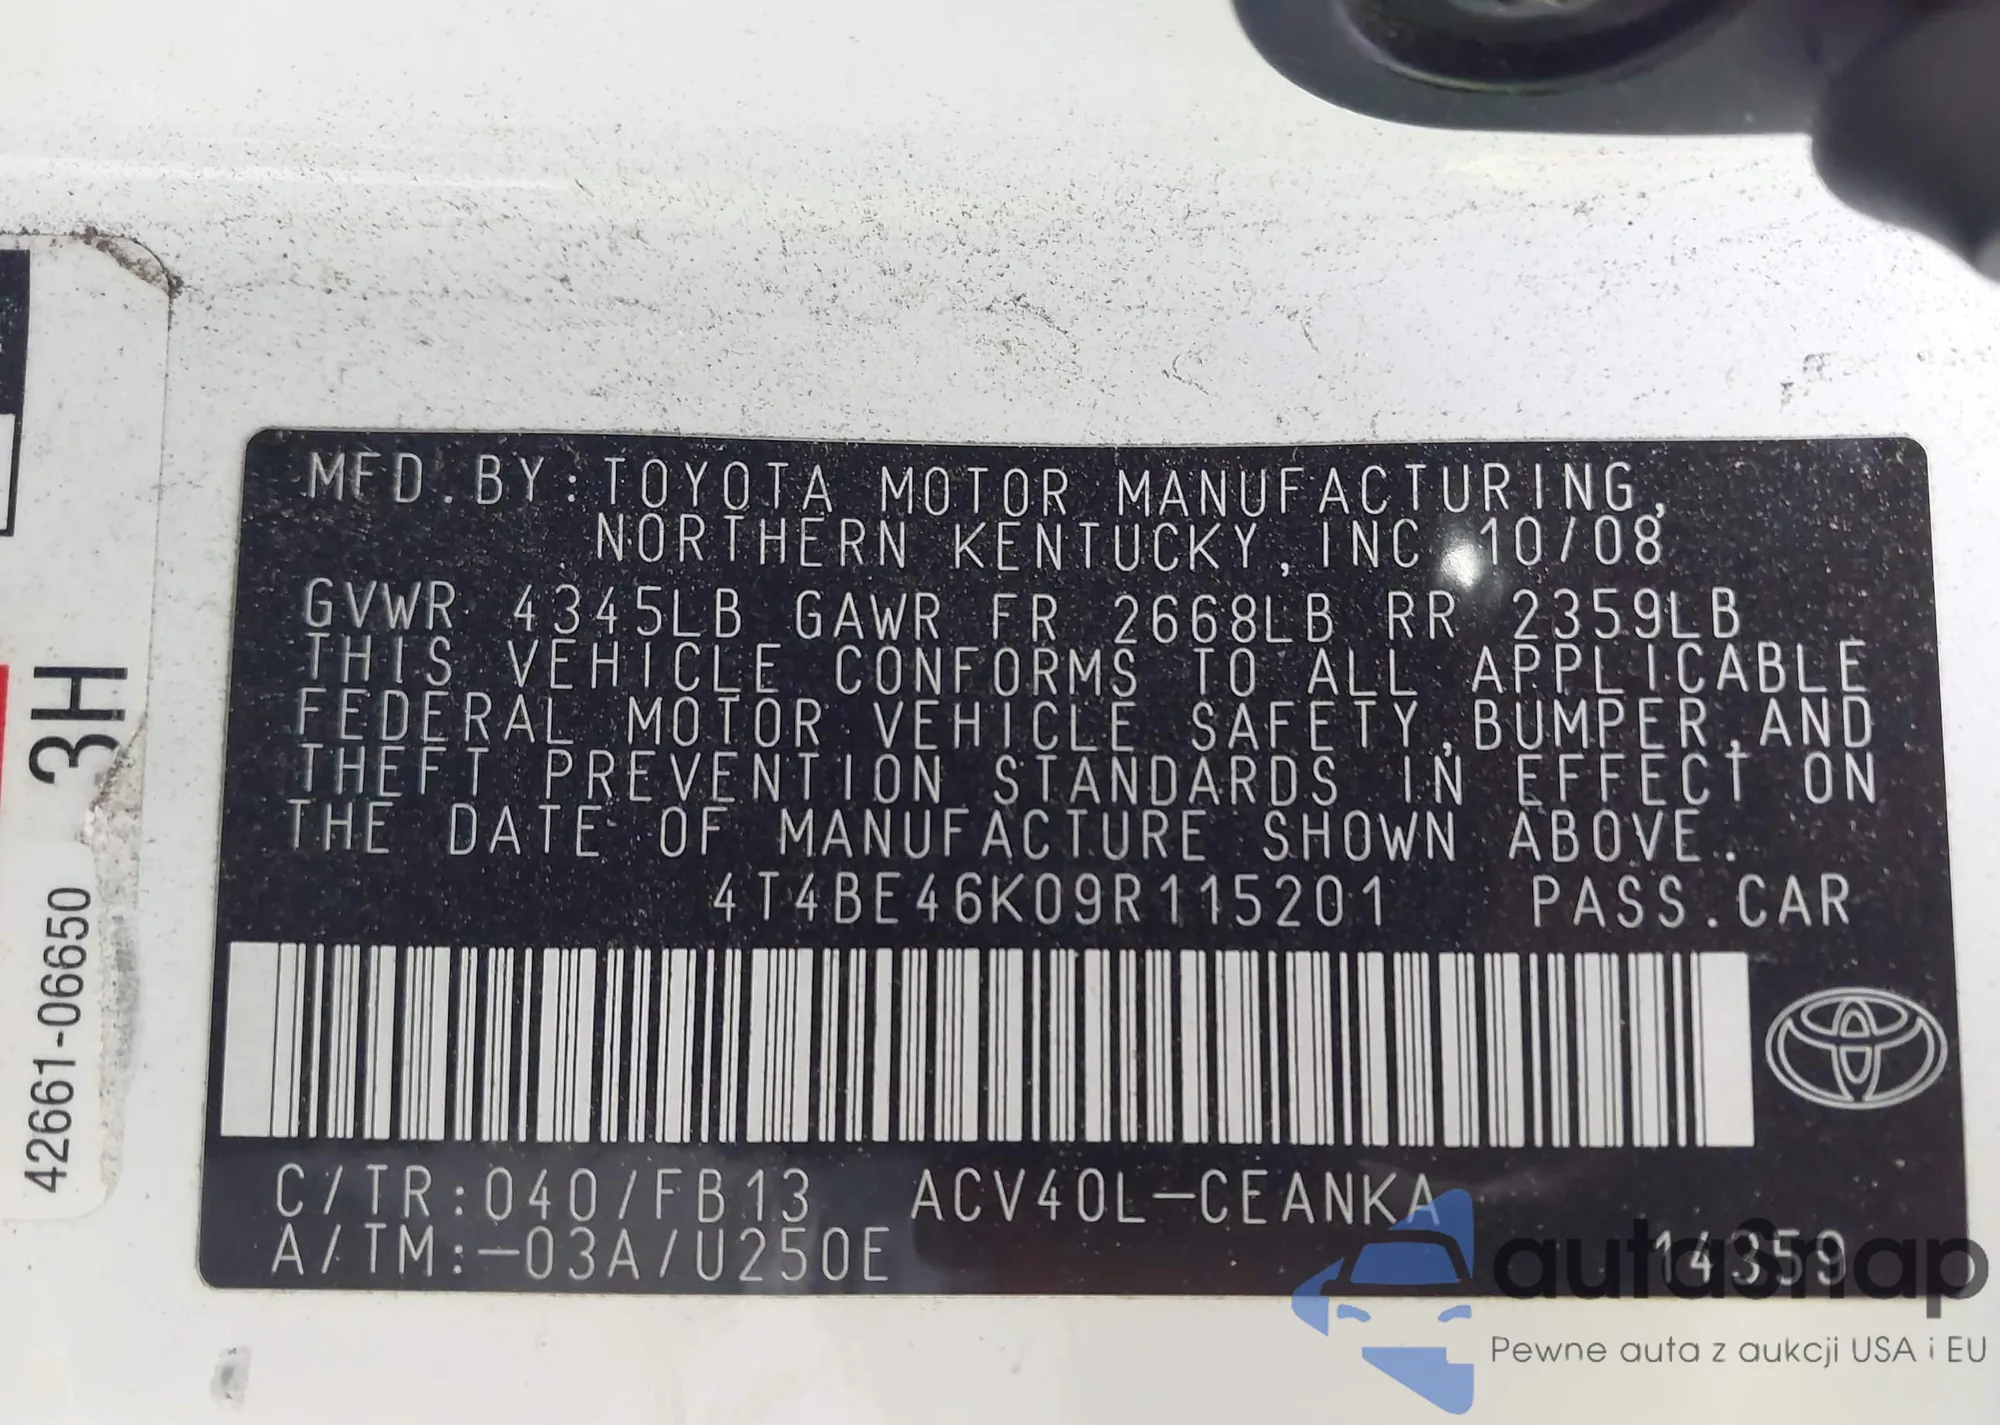 MFD.BY:TOYOTA MOTOR MANUFACTURING,
NORTHERN KENTUCKY,INC 10/08
GVWR 4345LB GAWR FR 2668LB RR 2359LB
THIS VEHICLE CONFORMS TO ALL APPLICABLE
FEDERAL MOTOR VEHICLE SAFETY,BUMPER,AND
THEFT PREVENTION STANDARDS IN EFFECT ON
THE DATE OF MANUFACTURE SHOWN ABOVE.
4T4BE46K09R115201 PASS.CAR
C/TR:040/FB13 ACV40L-CEANKA
A/TM:-03A/U250E 14359
42661-06650 3H
autosnap
Pewne auta z aukcji USA i EU